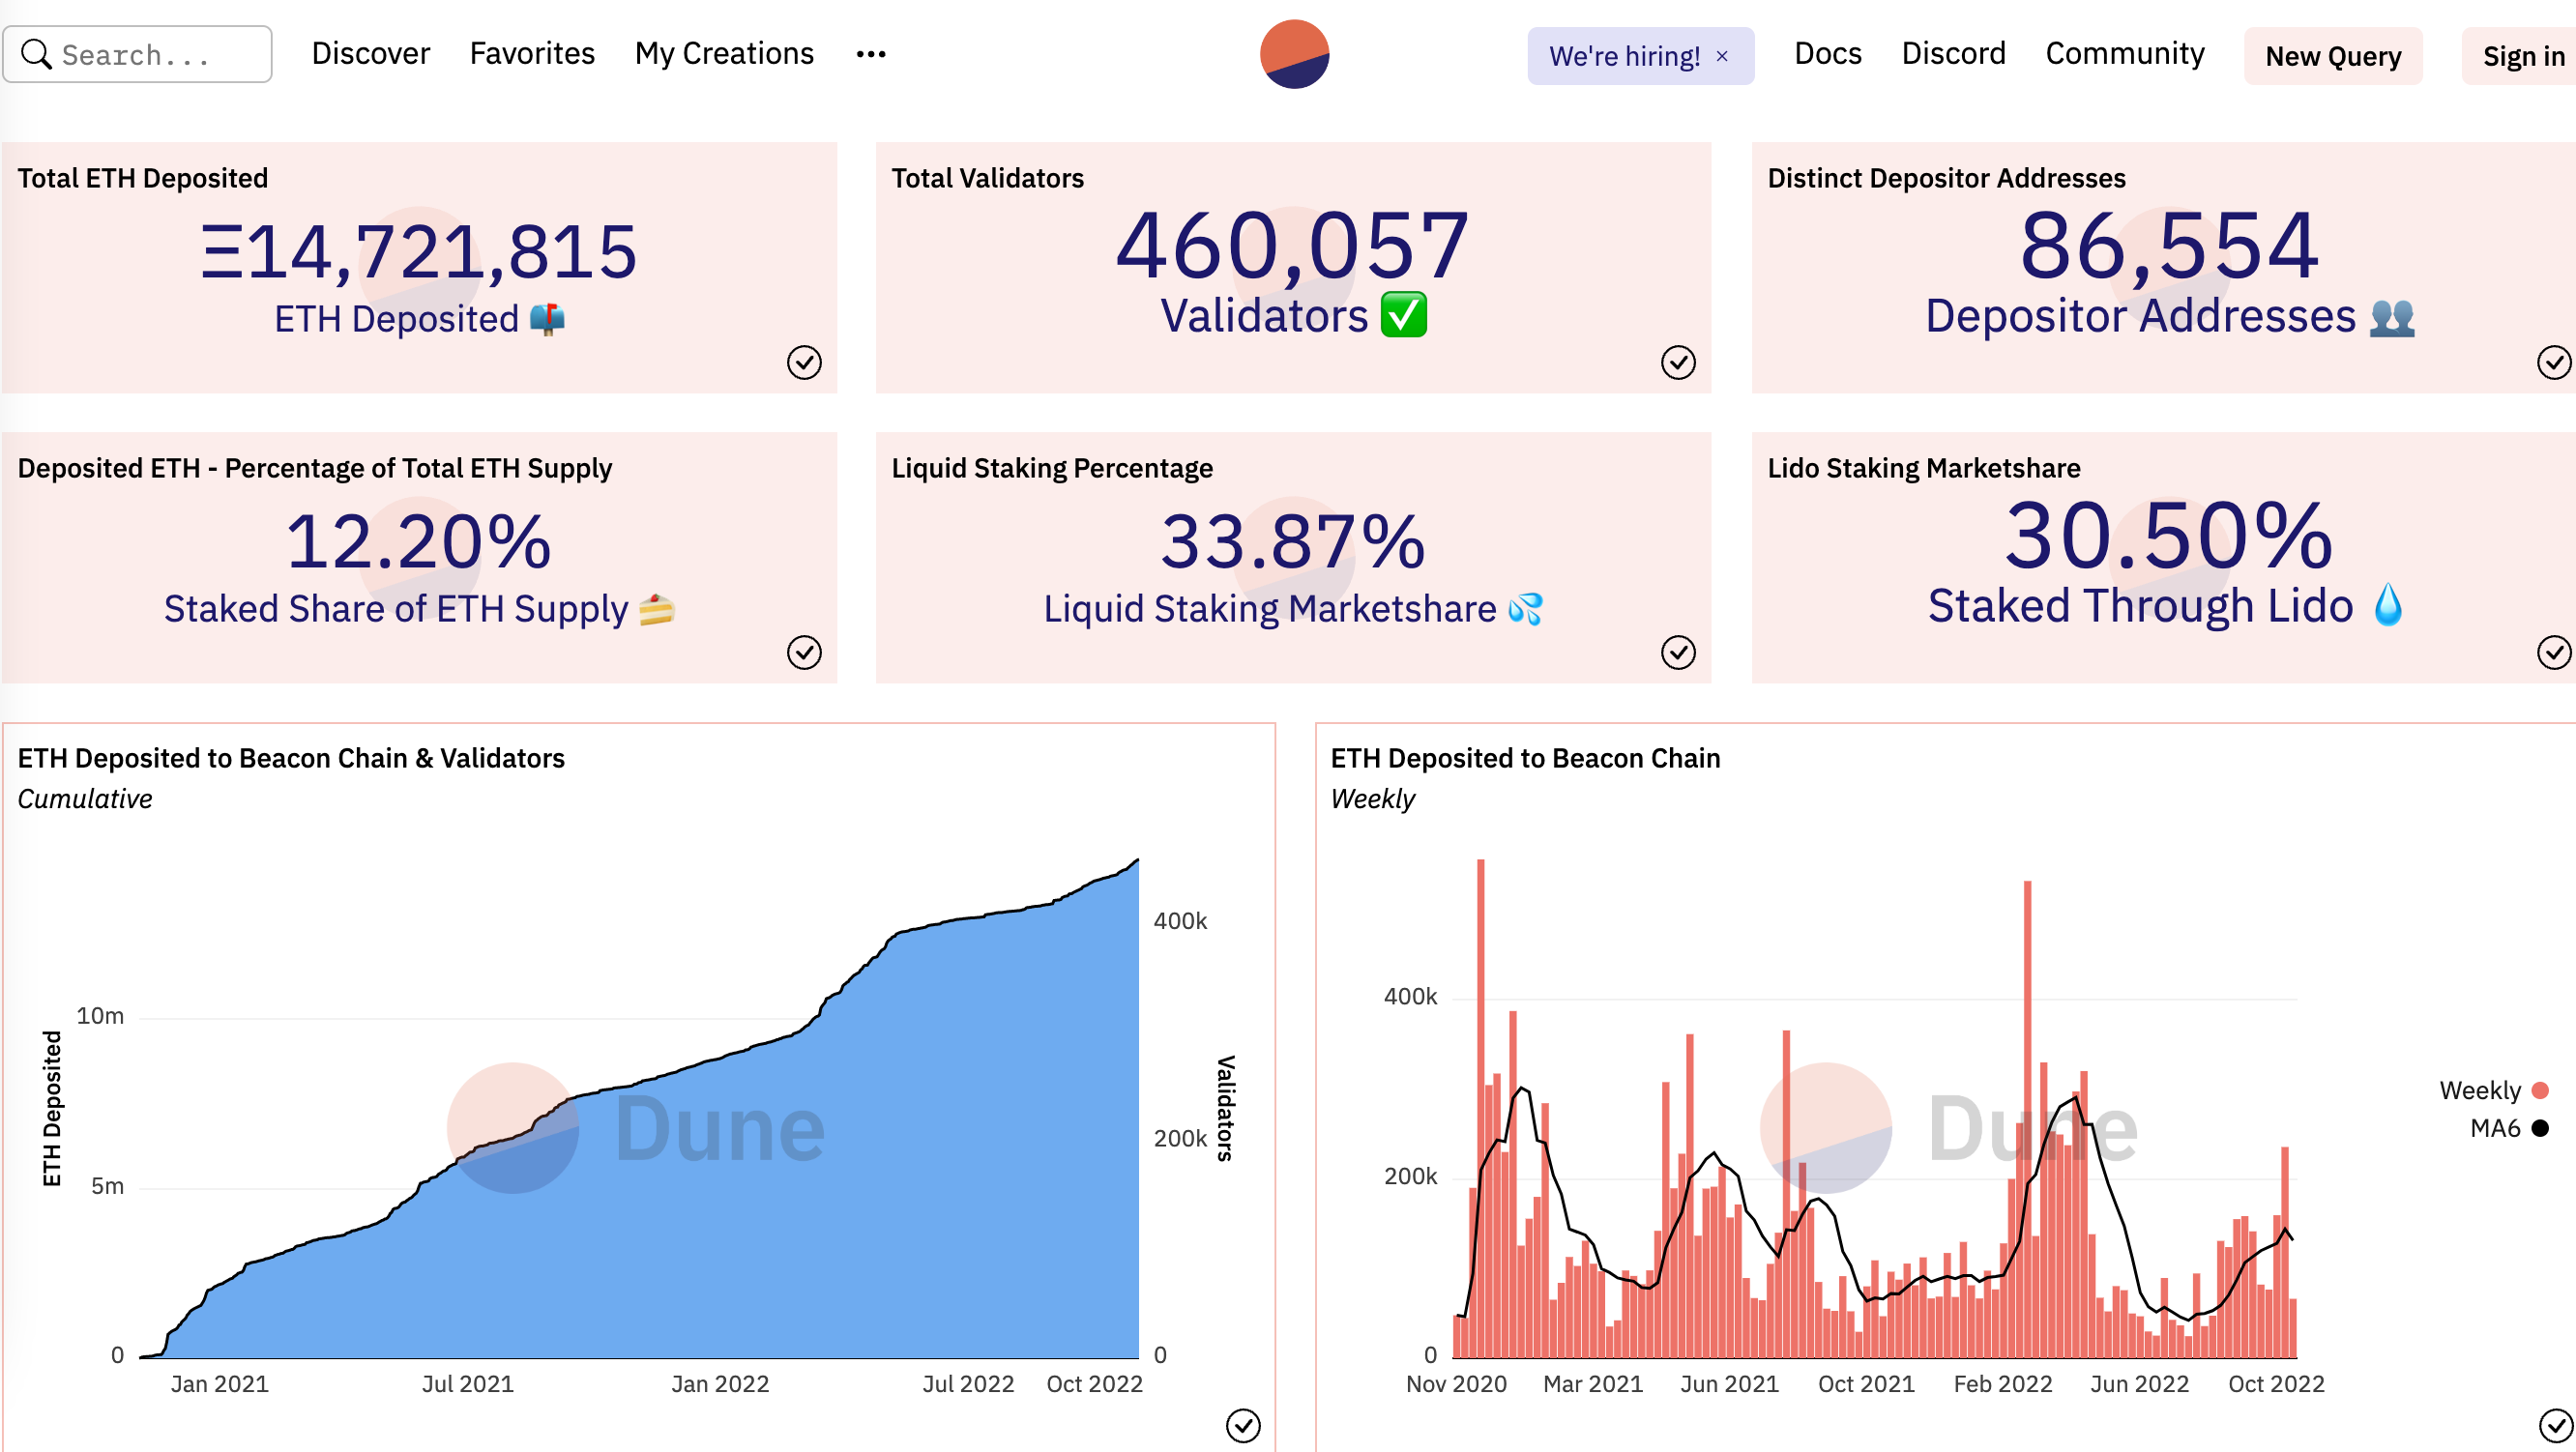 Search...
Discover
Favorites
My Creations
•••
We're hiring! ×
Docs
Discord
Community
New Query
Sign in
Total ETH Deposited
Ξ14,721,815
ETH Deposited 📫
Total Validators
460,057
Validators ✅
Distinct Depositor Addresses
86,554
Depositor Addresses 👥
Deposited ETH - Percentage of Total ETH Supply
12.20%
Staked Share of ETH Supply 🍰
Liquid Staking Percentage
33.87%
Liquid Staking Marketshare 💦
Lido Staking Marketshare
30.50%
Staked Through Lido 💧
ETH Deposited to Beacon Chain & Validators
Cumulative
ETH Deposited
10m
5m
0
400k
200k
0
Validators
Dune
Jan 2021
Jul 2021
Jan 2022
Jul 2022
Oct 2022
ETH Deposited to Beacon Chain
Weekly
400k
200k
0
Dune
Nov 2020
Mar 2021
Jun 2021
Oct 2021
Feb 2022
Jun 2022
Oct 2022
Weekly
MA6